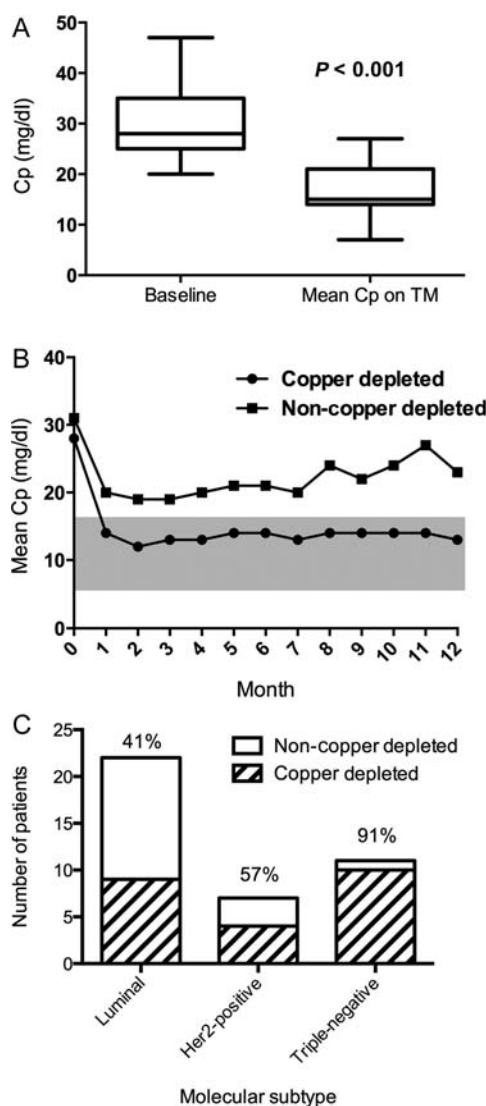 A
50
40
30
20
10
0
Cp (mg/dl)
P < 0.001
Baseline
Mean Cp on TM
B
40
30
20
10
0
Mean Cp (mg/dl)
Copper depleted
Non-copper depleted
0 1 2 3 4 5 6 7 8 9 10 11 12
Month
C
25
20
15
10
5
0
Number of patients
Non-copper depleted
Copper depleted
41%
57%
91%
Luminal
Her2-positive
Triple-negative
Molecular subtype